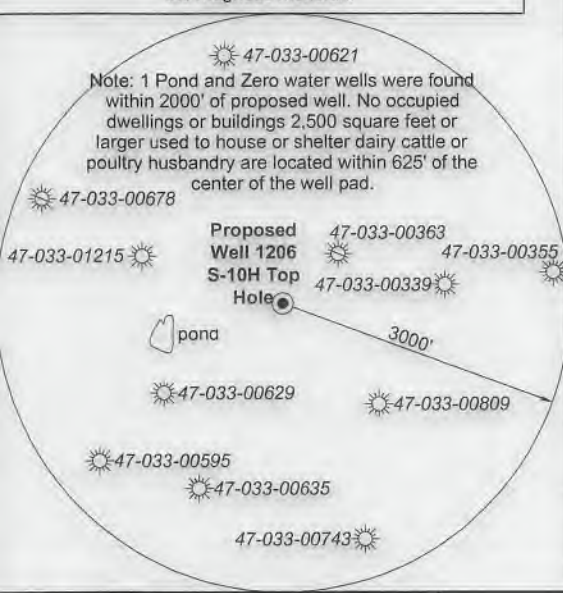 47-033-00621
Note: 1 Pond and Zero water wells were found
within 2000' of proposed well. No occupied
dwellings or buildings 2,500 square feet or
larger used to house or shelter dairy cattle or
poultry husbandry are located within 625' of the
center of the well pad.
47-033-00678
Proposed
Well 1206
S-10H Top
Hole
47-033-00363
47-033-01215
47-033-00355
47-033-00339
pond
3000'
47-033-00629
47-033-00809
47-033-00595
47-033-00635
47-033-00743